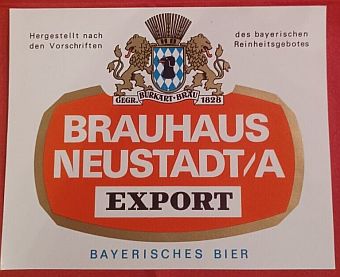 Hergestellt nach
den Vorschriften
des bayerischen
Reinheitsgebotes
GEGR. BURKART-BRÄU 1828
BRAUHAUS
NEUSTADT/A
EXPORT
BAYERISCHES BIER